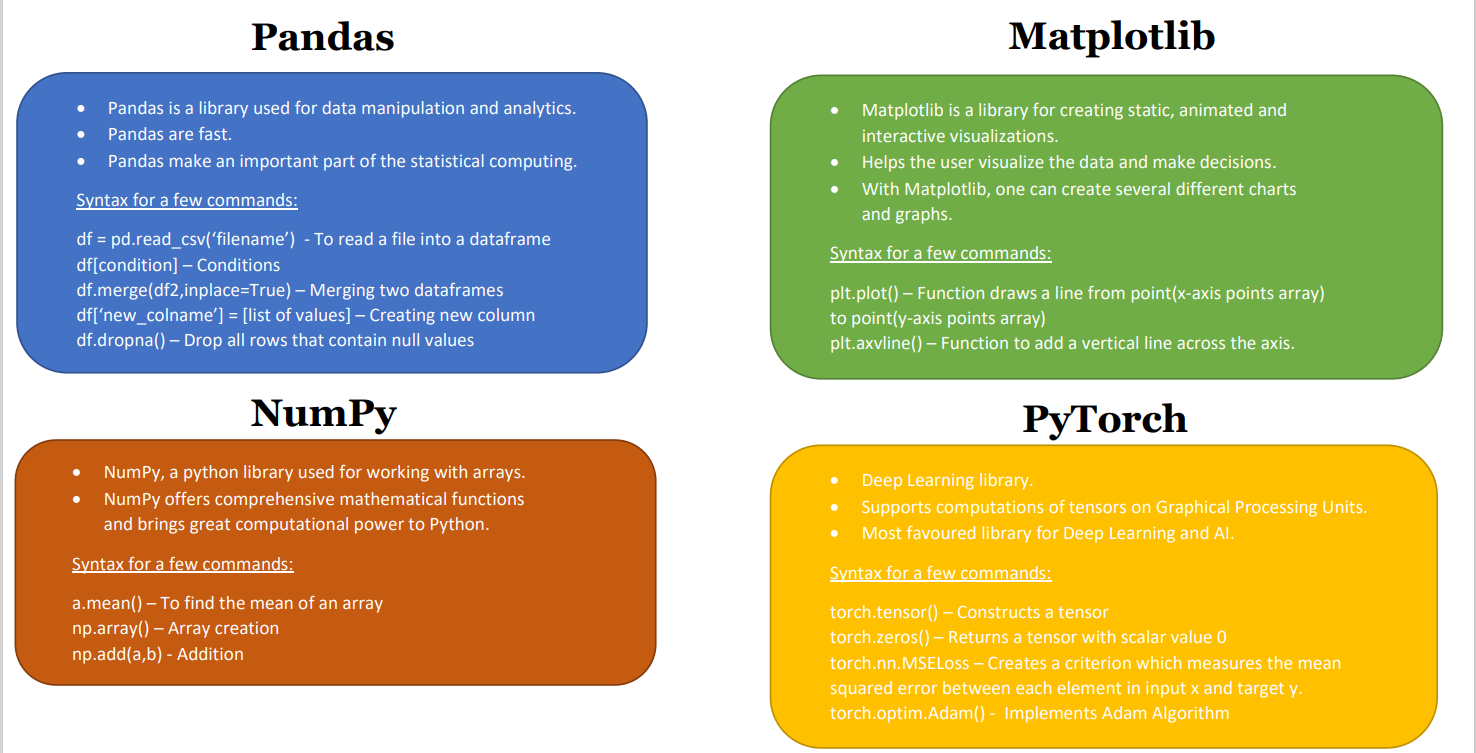 Pandas
• Pandas is a library used for data manipulation and analytics.
• Pandas are fast.
• Pandas make an important part of the statistical computing.
Syntax for a few commands:
df = pd.read_csv(‘filename’)  - To read a file into a dataframe
df[condition] – Conditions
df.merge(df2,inplace=True) – Merging two dataframes
df[‘new_colname’] = [list of values] – Creating new column
df.dropna() – Drop all rows that contain null values
Matplotlib
• Matplotlib is a library for creating static, animated and
interactive visualizations.
• Helps the user visualize the data and make decisions.
• With Matplotlib, one can create several different charts
and graphs.
Syntax for a few commands:
plt.plot() – Function draws a line from point(x-axis points array)
to point(y-axis points array)
plt.axvline() – Function to add a vertical line across the axis.
NumPy
• NumPy, a python library used for working with arrays.
• NumPy offers comprehensive mathematical functions
and brings great computational power to Python.
Syntax for a few commands:
a.mean() – To find the mean of an array
np.array() – Array creation
np.add(a,b) - Addition
PyTorch
• Deep Learning library.
• Supports computations of tensors on Graphical Processing Units.
• Most favoured library for Deep Learning and AI.
Syntax for a few commands:
torch.tensor() – Constructs a tensor
torch.zeros() – Returns a tensor with scalar value 0
torch.nn.MSELoss – Creates a criterion which measures the mean
squared error between each element in input x and target y.
torch.optim.Adam() -  Implements Adam Algorithm